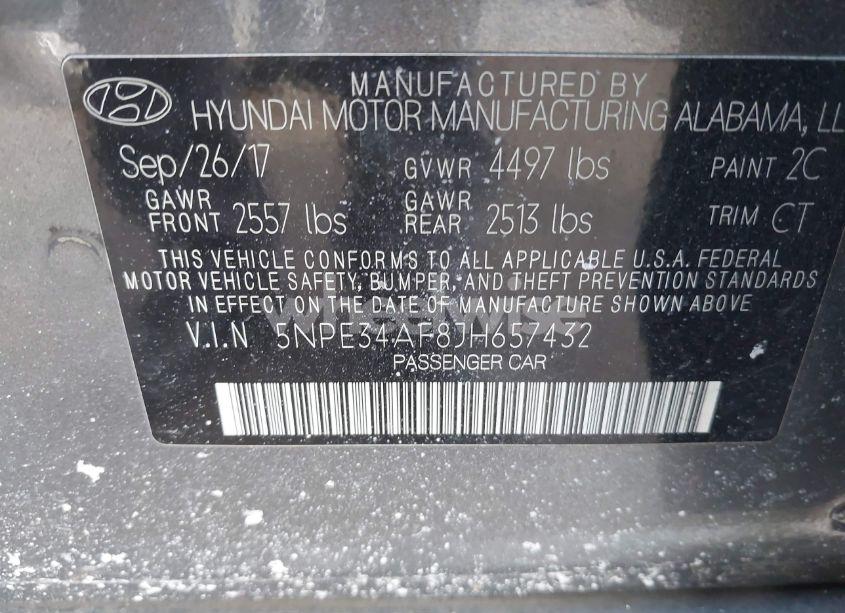 MANUFACTURED BY
HYUNDAI MOTOR MANUFACTURING ALABAMA, LL
Sep/26/17 GVWR 4497 lbs PAINT 2C
GAWR FRONT 2557 lbs GAWR REAR 2513 lbs TRIM CT
THIS VEHICLE CONFORMS TO ALL APPLICABLE U.S.A. FEDERAL
MOTOR VEHICLE SAFETY, BUMPER, AND THEFT PREVENTION STANDARDS
IN EFFECT ON THE DATE OF MANUFACTURE SHOWN ABOVE.
wheelwise
V.I.N 5NPE34AF8JH657432
PASSENGER CAR